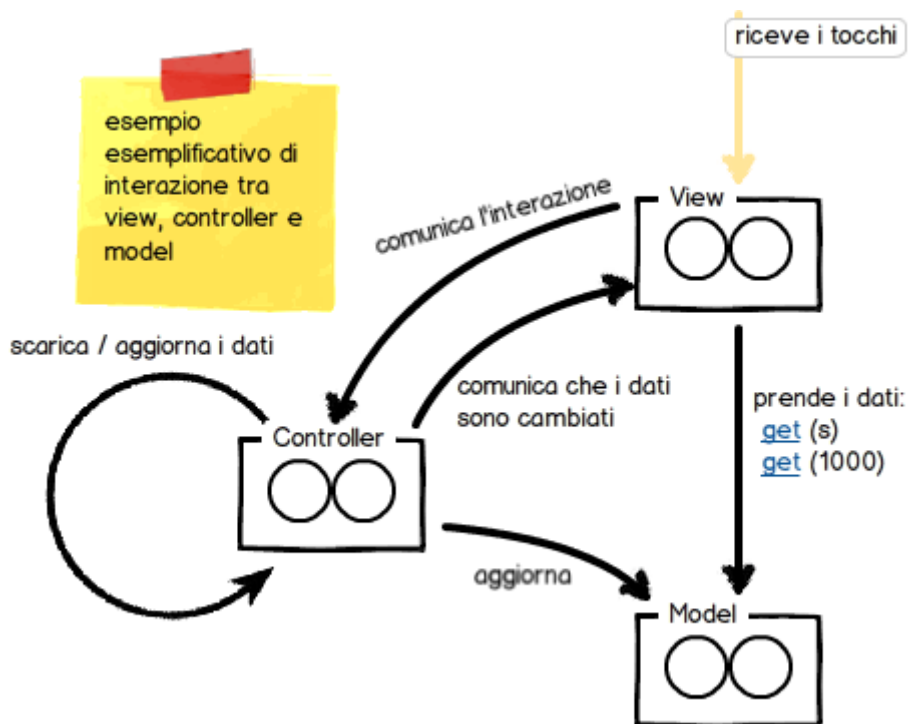 riceve i tocchi
esempio
esemplificativo di
interazione tra
view, controller e
model
comunica l'interazione
View
scarica / aggiorna i dati
comunica che i dati
sono cambiati
prende i dati:
get (s)
get (1000)
Controller
aggiorna
Model